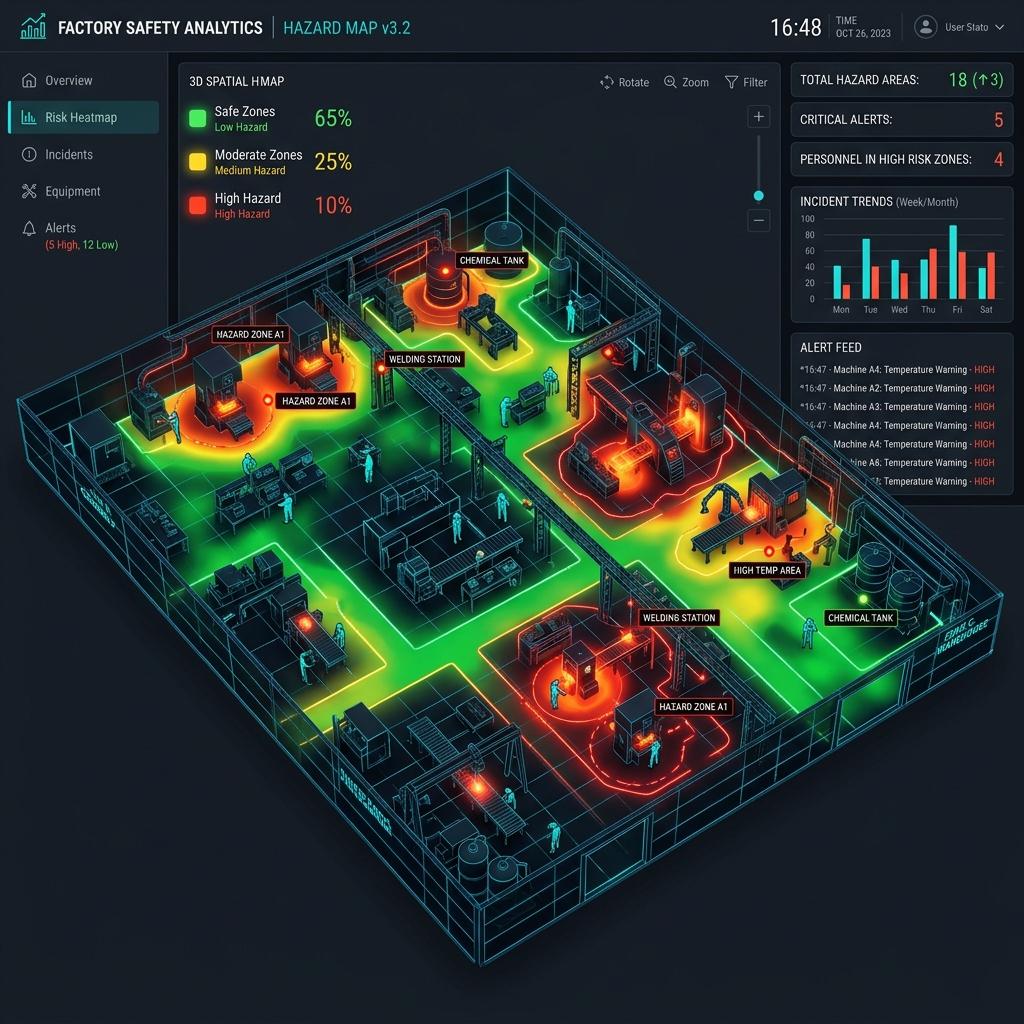 FACTORY SAFETY ANALYTICS
HAZARD MAP v3.2
16:48
TIME
OCT 26, 2023
User Stato
Overview
Risk Heatmap
Incidents
Equipment
Alerts
(5 High, 12 Low)
3D SPATIAL HMAP
Rotate
Zoom
Filter
Safe Zones
Low Hazard
65%
Moderate Zones
Medium Hazard
25%
High Hazard
High Hazard
10%
+
−
CHEMICAL TANK
HAZARD ZONE A1
WELDING STATION
HAZARD ZONE A1
HIGH TEMP AREA
CHEMICAL TANK
WELDING STATION
HAZARD ZONE A1
TOTAL HAZARD AREAS: 18 (↑3)
CRITICAL ALERTS: 5
PERSONNEL IN HIGH RISK ZONES: 4
INCIDENT TRENDS (Week/Month)
100
80
60
40
20
0
Mon Tue Wed Thu Fri Sat
ALERT FEED
*16:47 - Machine A4: Temperature Warning - HIGH
*16:47 - Machine A2: Temperature Warning - HIGH
*16:47 - Machine A3: Temperature Warning - HIGH
:47 - Machine A4: Temperature Warning - HIGH
Machine A4: Temperature Warning - HIGH
ine A6: Temperature Warning - HIGH
Temperature Warning - HIGH